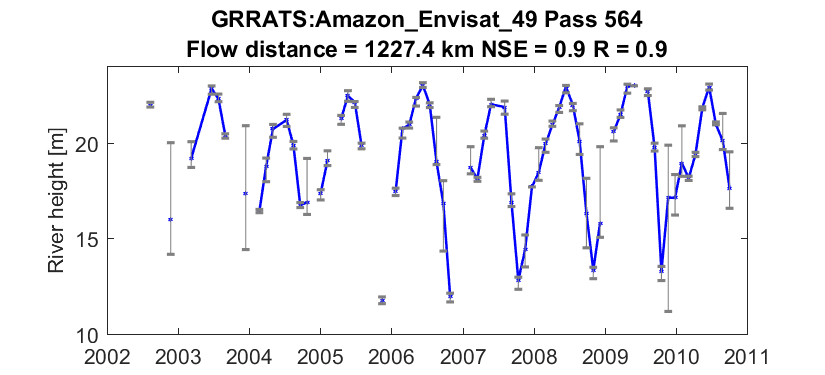 GRRATS:Amazon_Envisat_49 Pass 564
Flow distance = 1227.4 km NSE = 0.9 R = 0.9
River height [m]
20
15
10
2002 2003 2004 2005 2006 2007 2008 2009 2010 2011